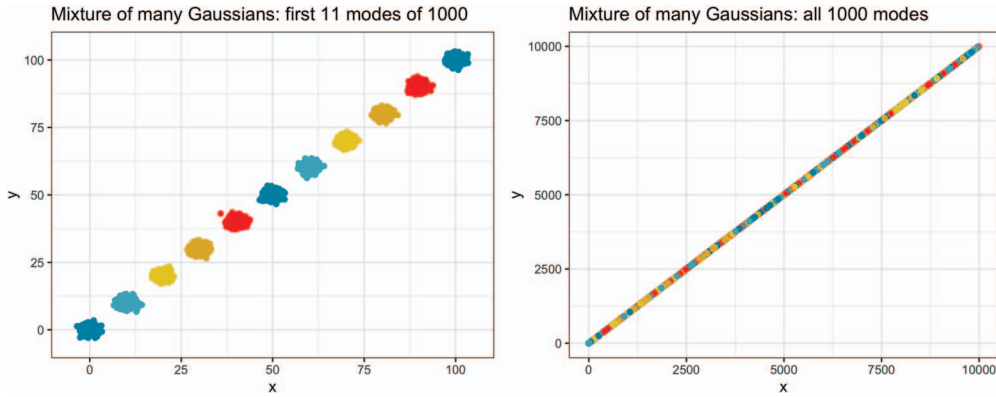 Mixture of many Gaussians: first 11 modes of 1000
100
75
50
25
0
y
0 25 50 75 100
x
Mixture of many Gaussians: all 1000 modes
10000
7500
5000
2500
0
y
0 2500 5000 7500 10000
x